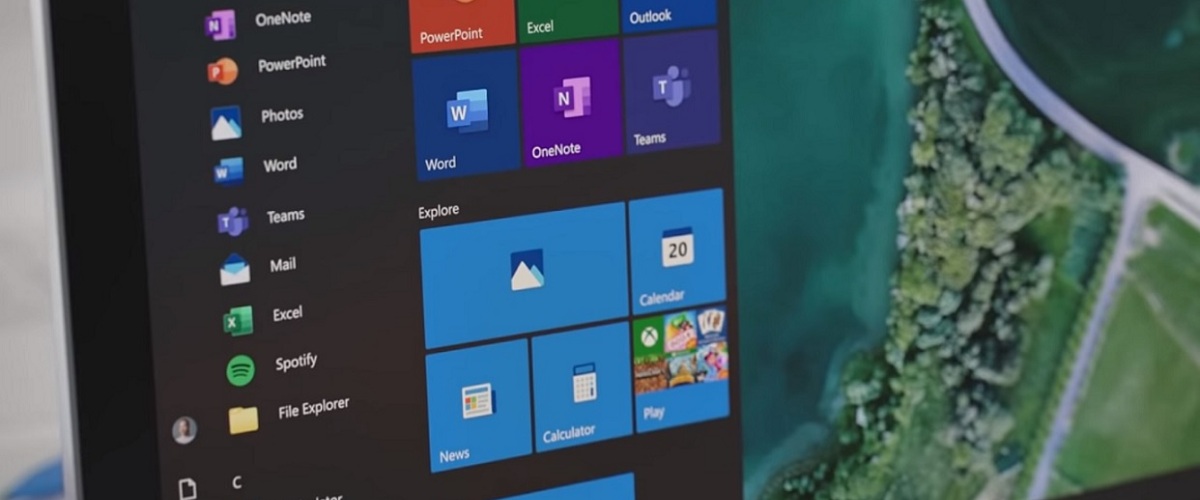 OneNote
PowerPoint
Photos
Word
Teams
Mail
Excel
Spotify
File Explorer
C
PowerPoint
Excel
Outlook
Word
OneNote
Teams
Explore
20
Calendar
News
Calculator
Play